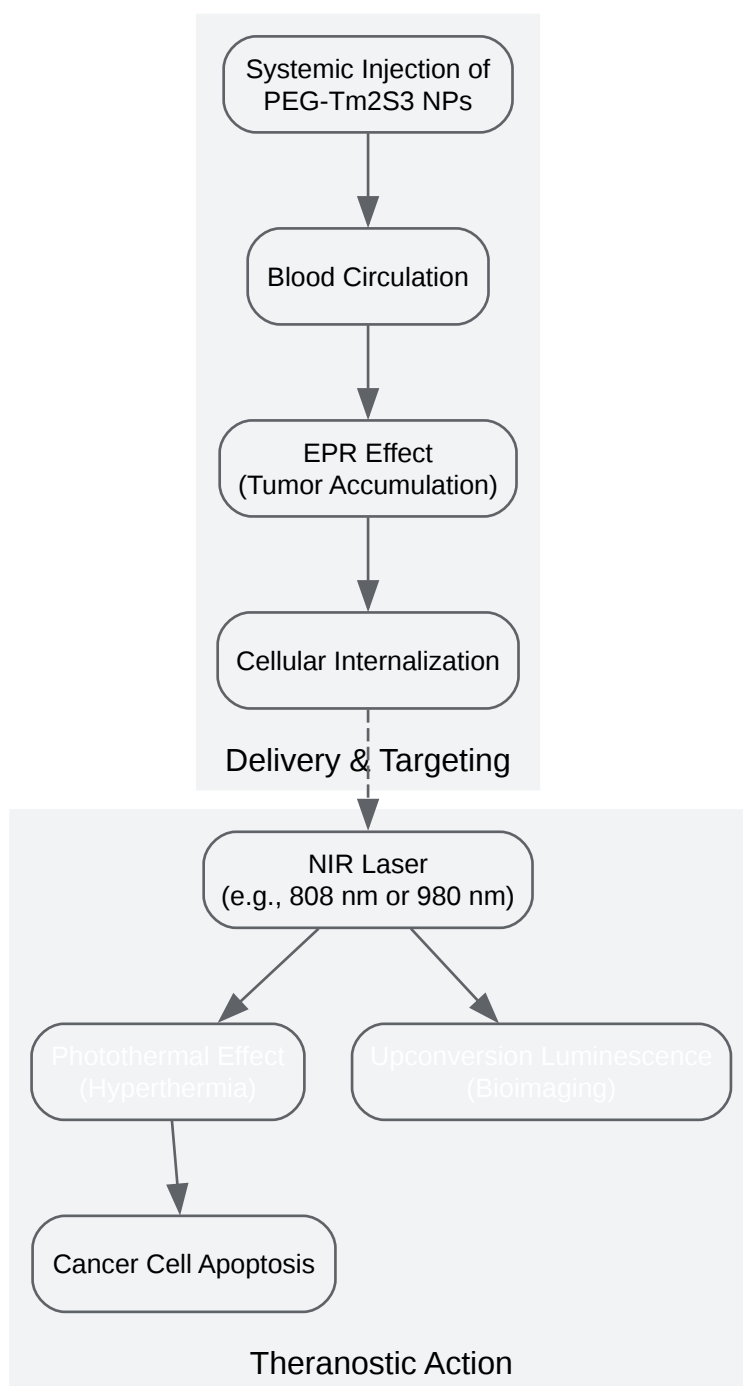 Systemic Injection of
PEG-Tm2S3 NPs
Blood Circulation
EPR Effect
(Tumor Accumulation)
Cellular Internalization
Delivery & Targeting
NIR Laser
(e.g., 808 nm or 980 nm)
Photothermal Effect
(Hyperthermia)
Upconversion Luminescence
(Bioimaging)
Cancer Cell Apoptosis
Theranostic Action